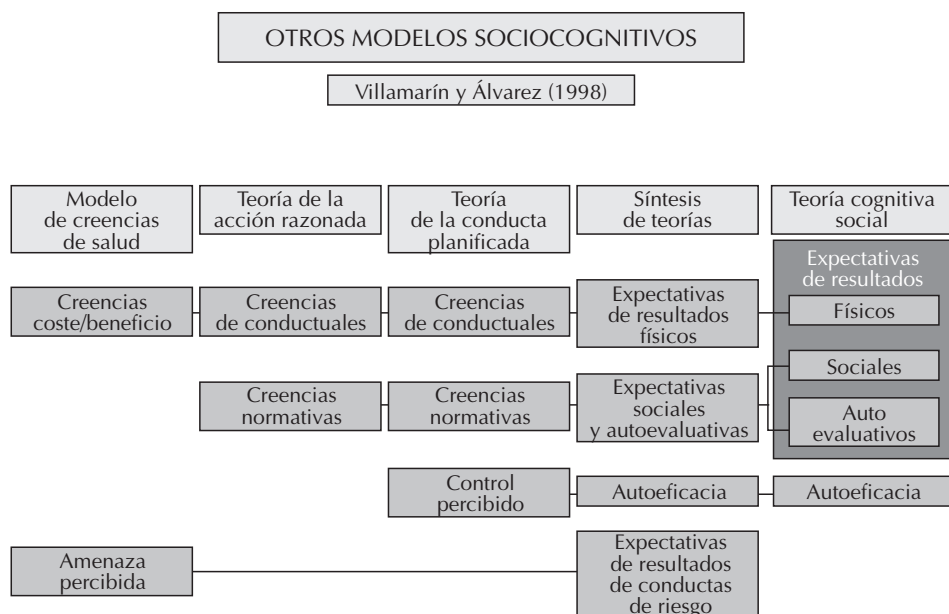 OTROS MODELOS SOCIOCOGNITIVOS
Villamarín y Álvarez (1998)
Modelo
de creencias
de salud
Teoría de la
acción razonada
Teoría
de la conducta
planificada
Síntesis
de teorías
Teoría cognitiva
social
Expectativas
de resultados
Creencias
coste/beneficio
Creencias
de conductuales
Creencias
de conductuales
Expectativas
de resultados
físicos
Físicos
Creencias
normativas
Creencias
normativas
Expectativas
sociales
y autoevaluativas
Sociales
Auto
evaluativos
Control
percibido
Autoeficacia
Autoeficacia
Amenaza
percibida
Expectativas
de resultados
de conductas
de riesgo